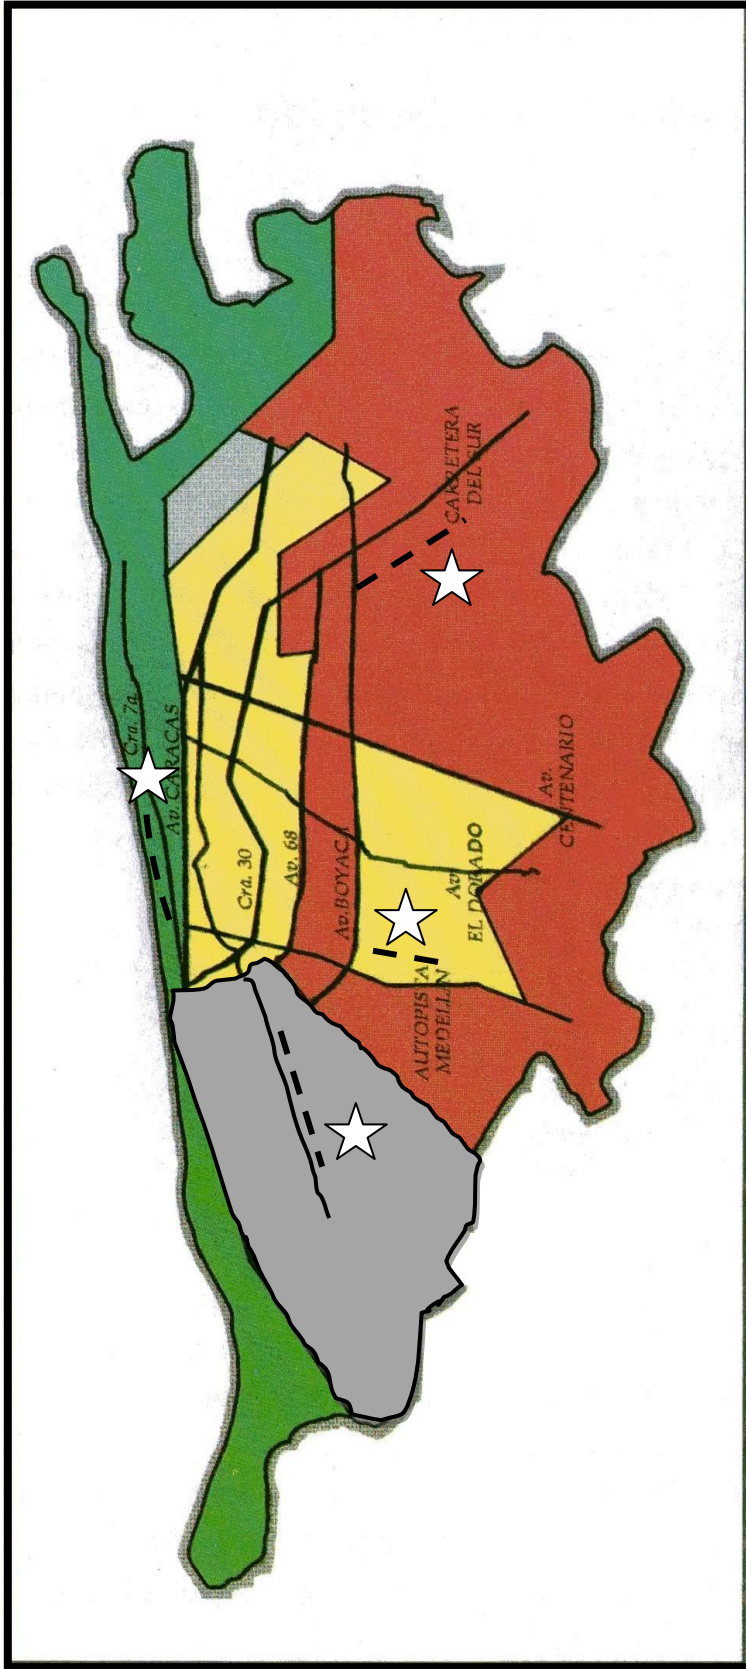 CARRETERA
DEL SUR
Cra. 7a
Av. CARACAS
Av.
CENTENARIO
Cra. 30
Av. 68
Av. BOYACA
Av.
EL DORADO
AUTOPISTA
MEDELLIN